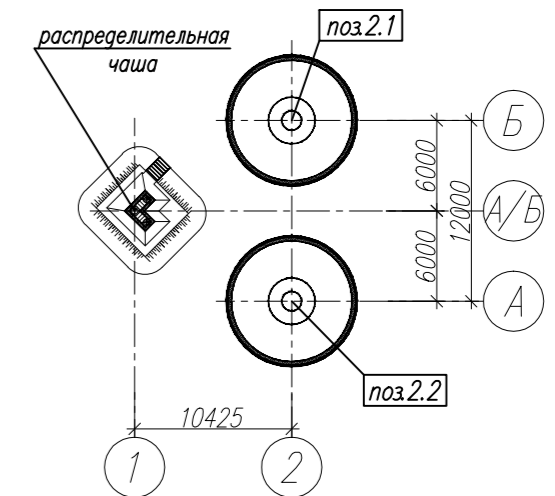 поз.2.1
распределительная
чаша
Б
6000
12000
А/Б
6000
А
поз.2.2
10425
1
2